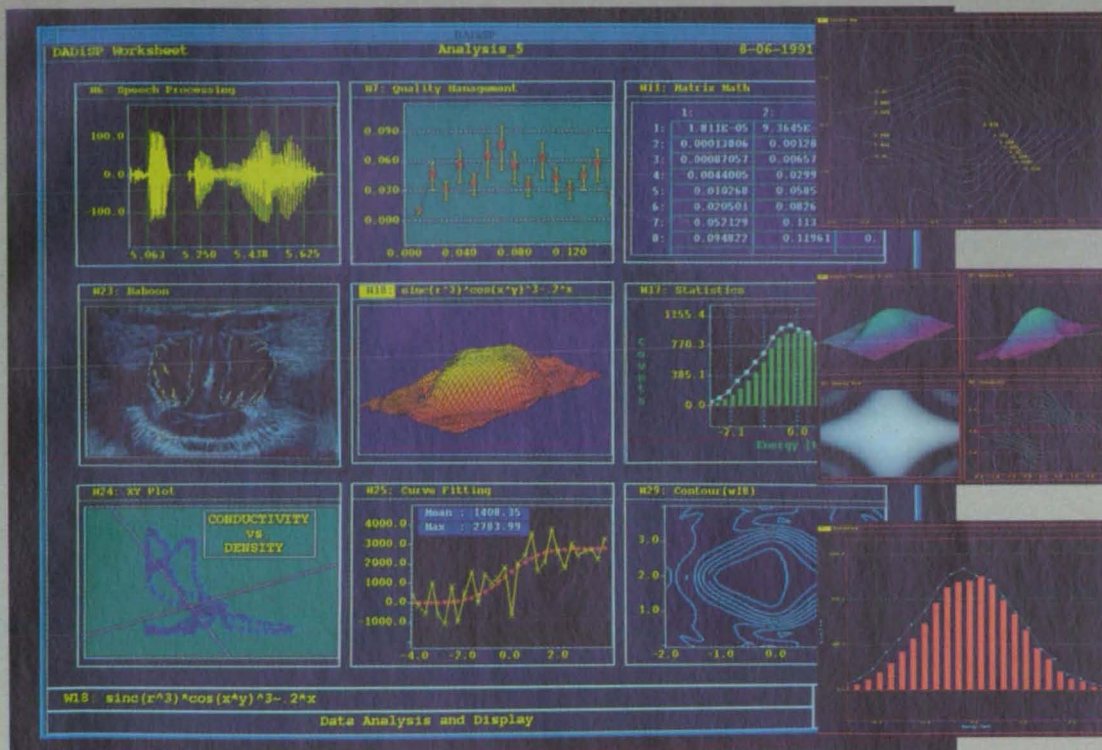 DADiSP
DADiSP Worksheet Analysis_5 8-06-1991
W6: Speech Processing
100.0
0.0
100.0
5.063 5.250 5.438 5.625
W7: Quality Management
0.090
0.060
0.030
0.000
0.000 0.040 0.080 0.120
W11: Matrix Math
1: 2:
1: 1.811E-05 9.3645E-
2: 0.00013806 0.00128
3: 0.00087057 0.00657
4: 0.0044005 0.0299
5: 0.010268 0.0585
6: 0.020501 0.0826
7: 0.057129 0.113
8: 0.094877 0.11961 0.
W23: Baboon
W18: sinc(r^3)*cos(x*y)^3-.2*x
W17: Statistics
1155.4
770.3
385.1
0.0
Counts
-2.1 0.0
Energy
W24: XY Plot
CONDUCTIVITY
vs
DENSITY
W25: Curve Fitting
Mean : 1408.35
Max : 2783.99
4000.0
3000.0
2000.0
1000.0
0.0
-1000.0
-4.0 -2.0 0.0 2.0
W29: Contour(w18)
3.0
2.0
1.0
-2.0 -1.0 0.0
W18: sinc(r^3)*cos(x*y)^3-.2*x
Data Analysis and Display